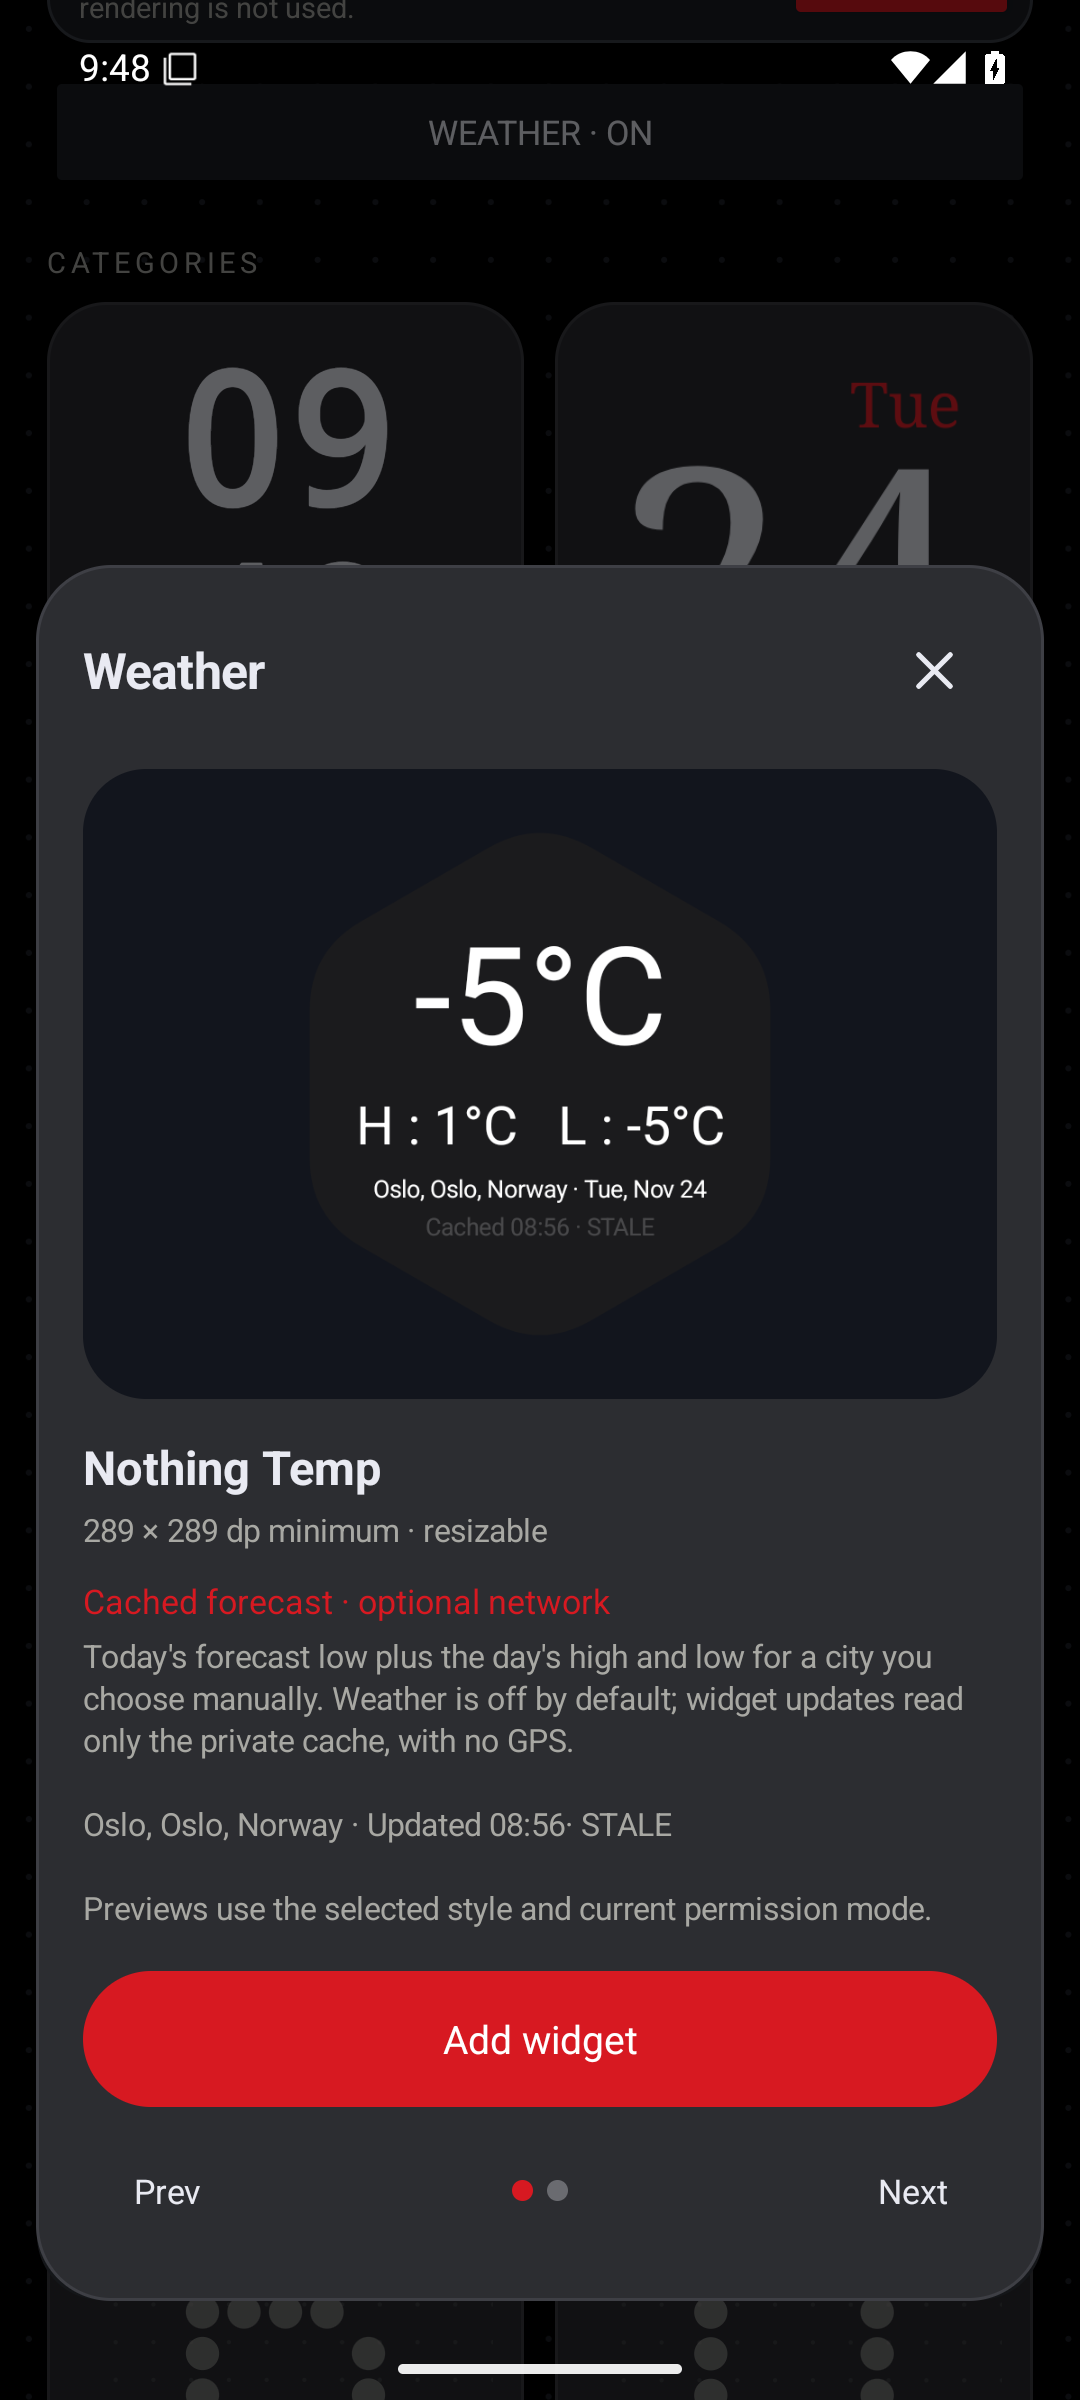 rendering is not used.
9:48
WEATHER · ON
CATEGORIES
09
Tue
24
Weather
-5°C
H : 1°C L : -5°C
Oslo, Oslo, Norway · Tue, Nov 24
Cached 08:56 · STALE
Nothing Temp
289 × 289 dp minimum · resizable
Cached forecast · optional network
Today's forecast low plus the day's high and low for a city you
choose manually. Weather is off by default; widget updates read
only the private cache, with no GPS.
Oslo, Oslo, Norway · Updated 08:56· STALE
Previews use the selected style and current permission mode.
Add widget
Prev
Next